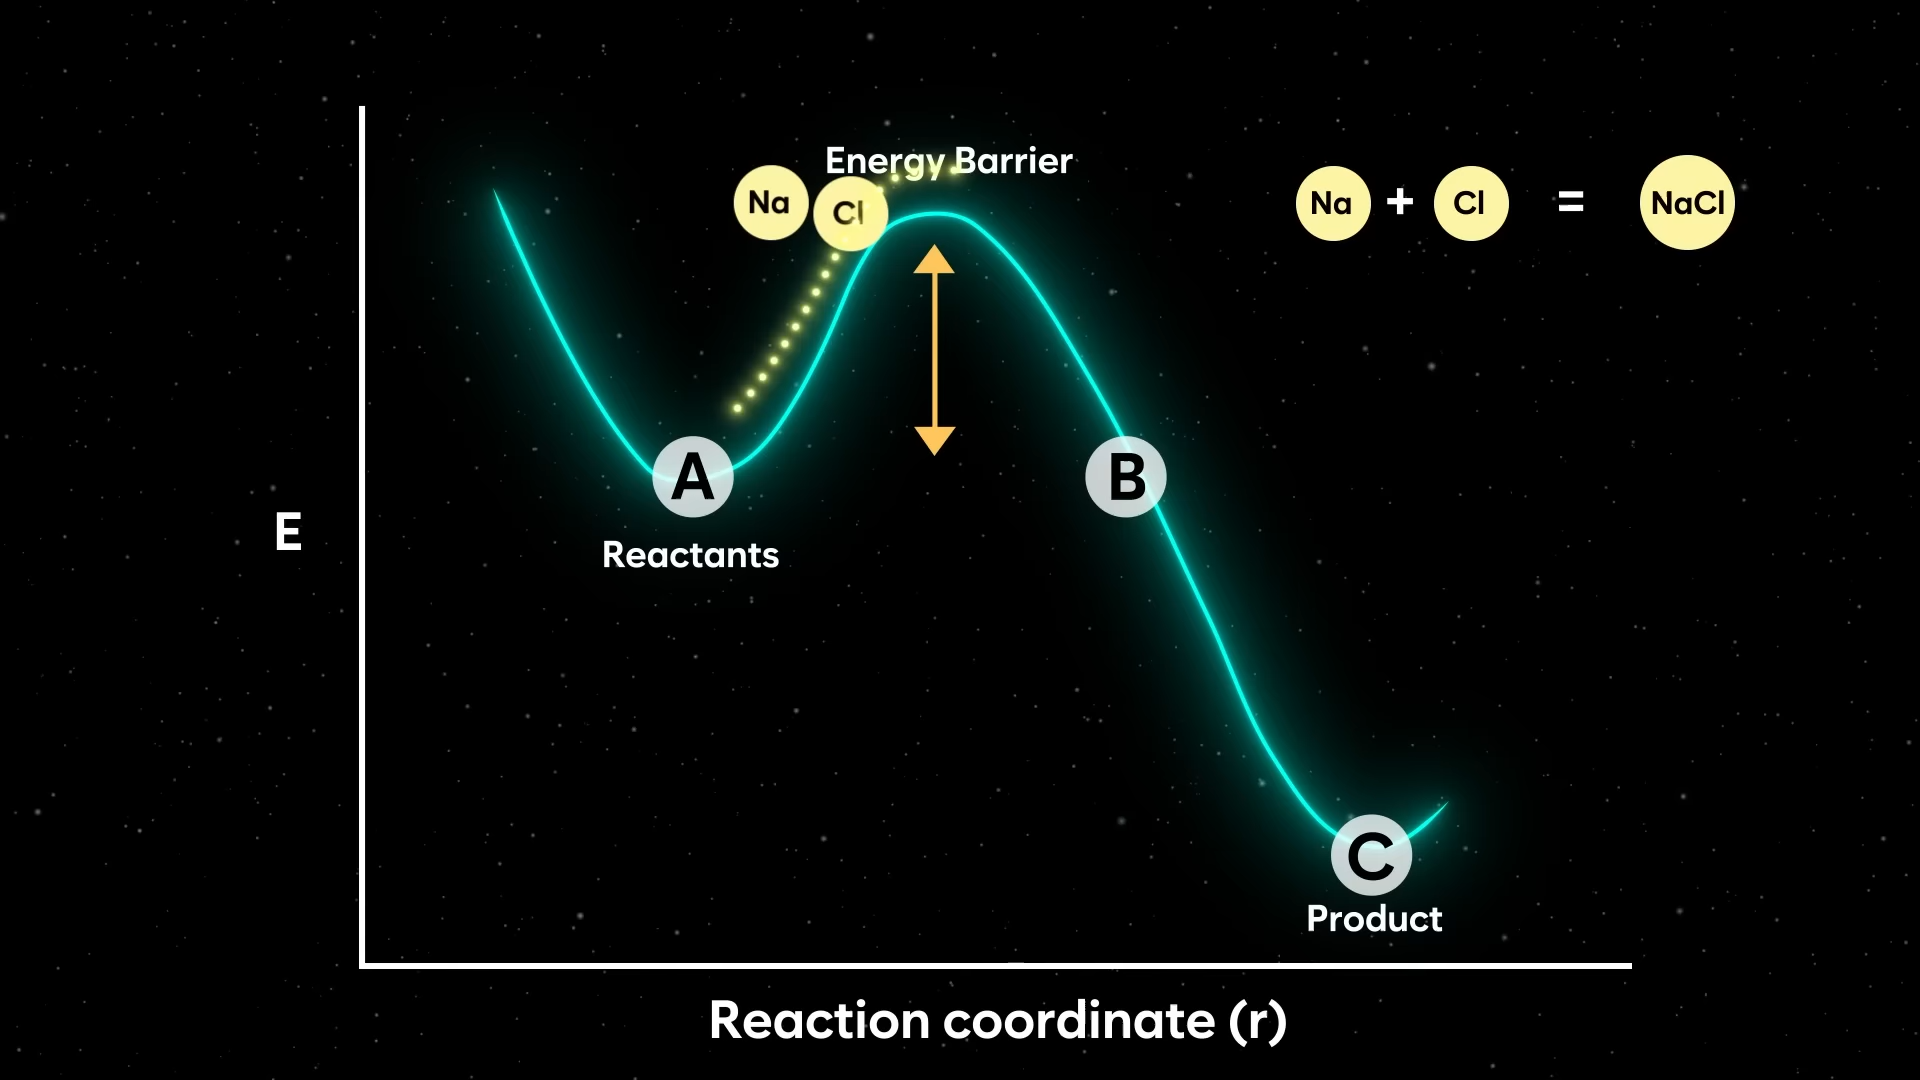 Energy Barrier
Na Cl
Na + Cl = NaCl
A
B
E
Reactants
C
Product
Reaction coordinate (r)